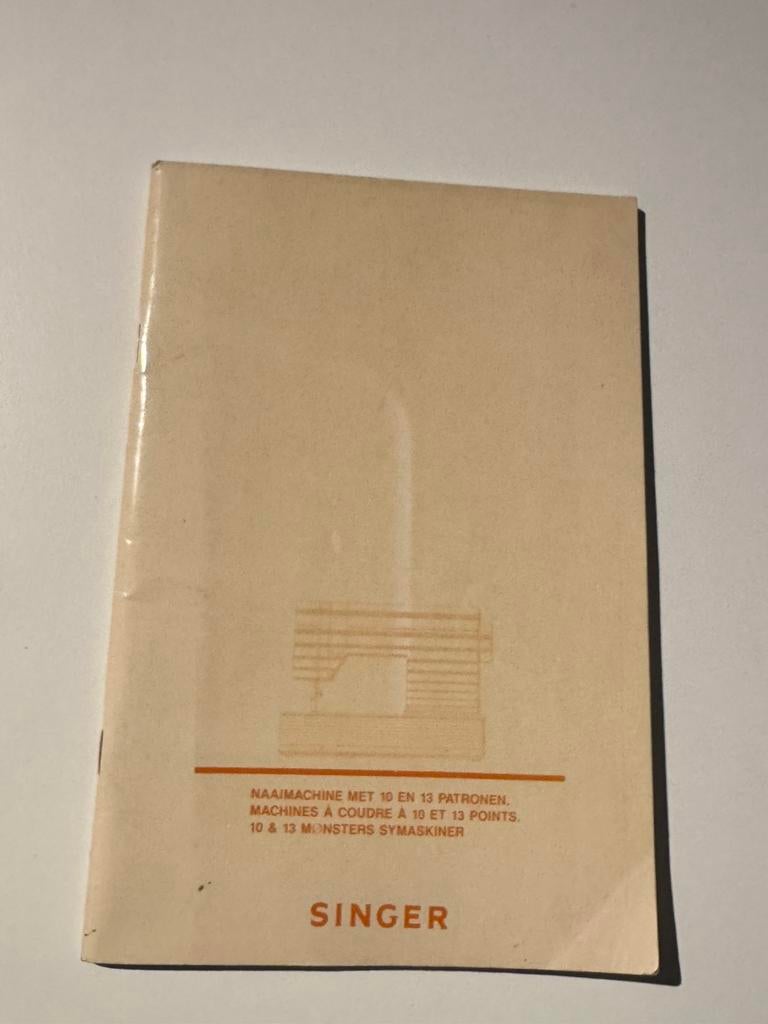 NAAIMACHINE MET 10 EN 13 PATRONEN.
MACHINES À COUDRE À 10 ET 13 POINTS.
10 & 13 MØNSTERS SYMASKINER
SINGER